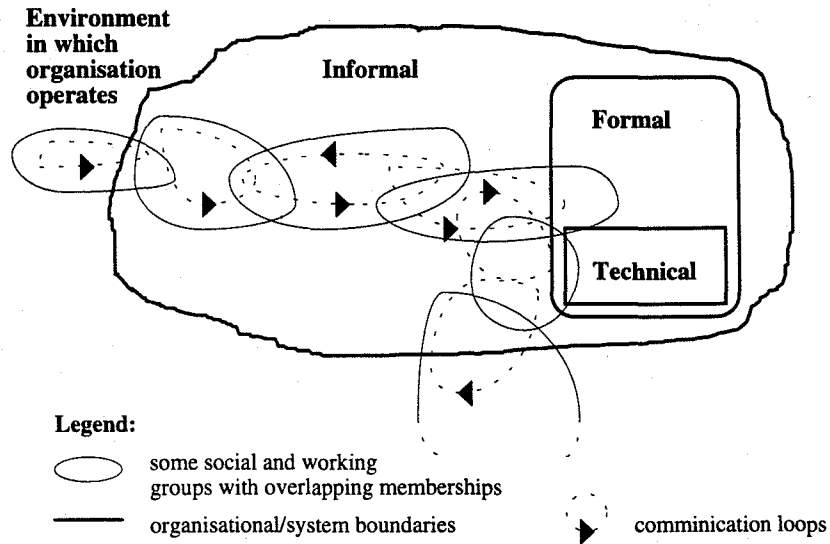 Environment
in which
organisation
operates
Informal
Formal
Technical
Legend:
some social and working
groups with overlapping memberships
organisational/system boundaries
comminication loops